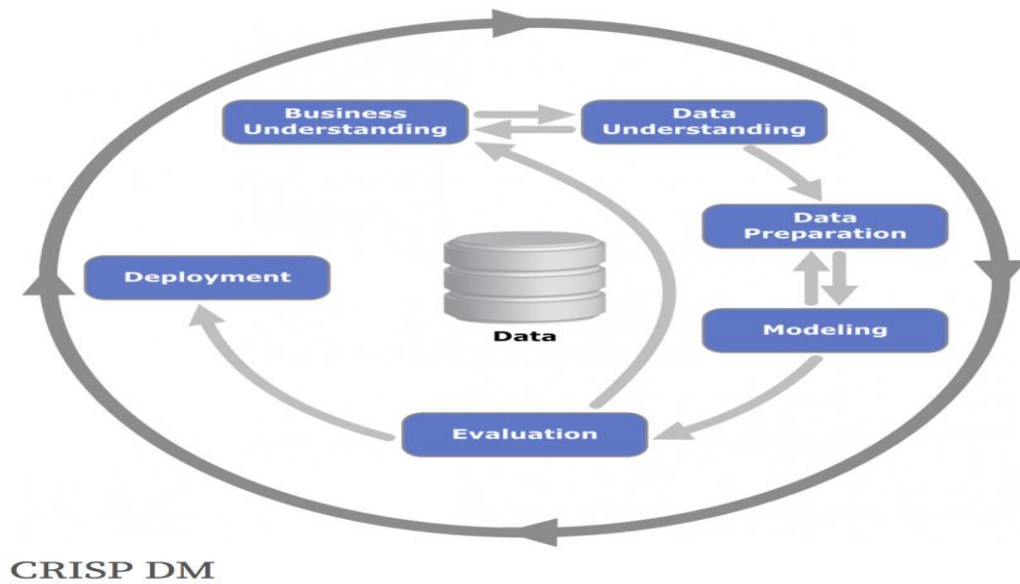 Business
Understanding
Data
Understanding
Data
Preparation
Deployment
Data
Modeling
Evaluation
CRISP DM